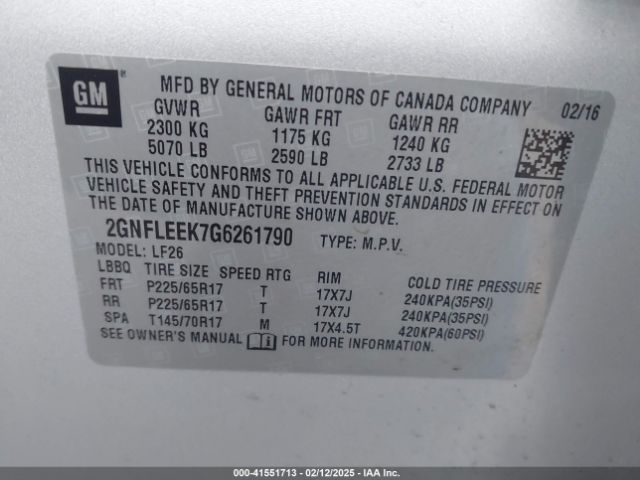 GM
®
MFD BY GENERAL MOTORS OF CANADA COMPANY 02/16
GVWR GAWR FRT GAWR RR
2300 KG 1175 KG 1240 KG
5070 LB 2590 LB 2733 LB
THIS VEHICLE CONFORMS TO ALL APPLICABLE U.S. FEDERAL MOTOR
VEHICLE SAFETY AND THEFT PREVENTION STANDARDS IN EFFECT ON
THE DATE OF MANUFACTURE SHOWN ABOVE.
2GNFLEEK7G6261790 TYPE: M.P.V.
MODEL: LF26
LBBQ TIRE SIZE SPEED RTG RIM COLD TIRE PRESSURE
FRT P225/65R17 T 17X7J 240KPA(35PSI)
RR P225/65R17 T 17X7J 240KPA(35PSI)
SPA T145/70R17 M 17X4.5T 420KPA(60PSI)
SEE OWNER'S MANUAL FOR MORE INFORMATION.
000-41551713 - 02/12/2025 - IAAI.com